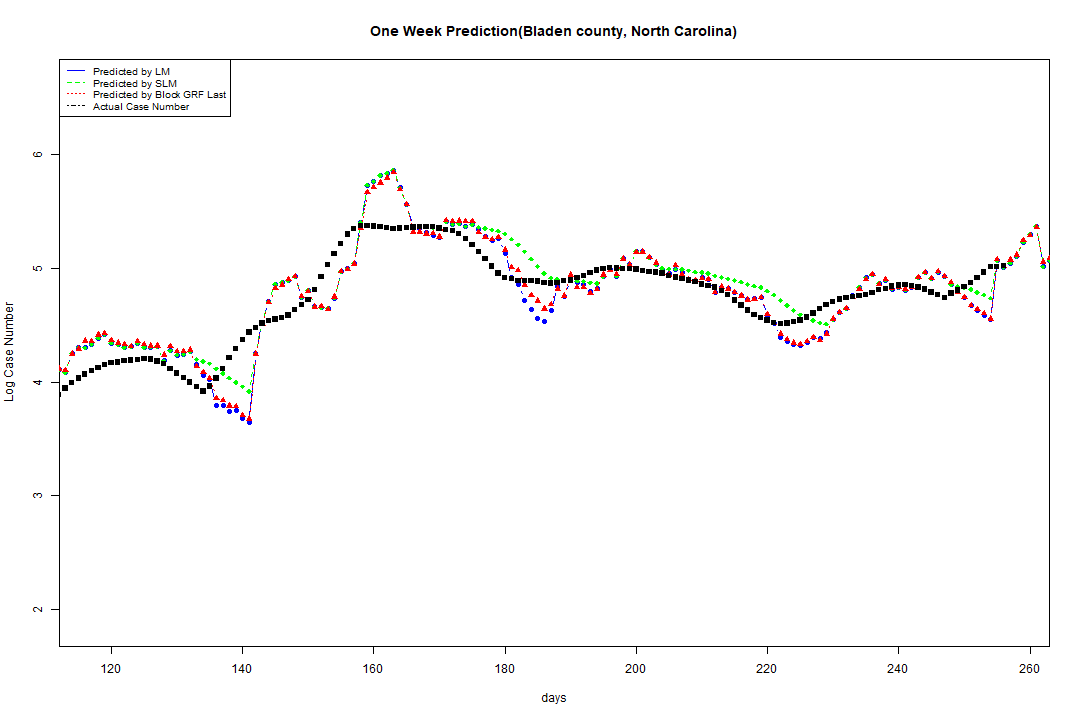 One Week Prediction(Bladen county, North Carolina)
Predicted by LM
Predicted by SLM
Predicted by Block GRF Last
Actual Case Number
Log Case Number
6
5
4
3
2
120 140 160 180 200 220 240 260
days